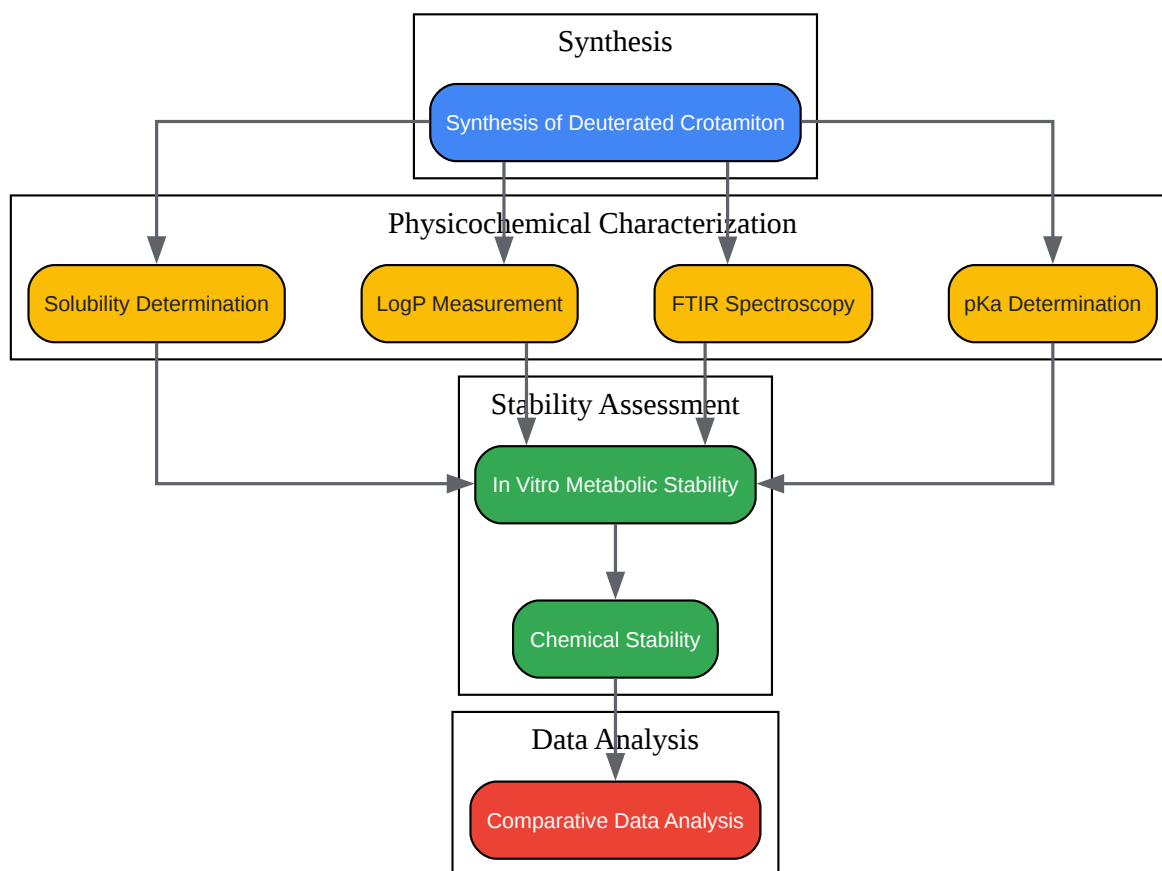 Synthesis
Synthesis of Deuterated Crotamiton
Physicochemical Characterization
Solubility Determination
LogP Measurement
FTIR Spectroscopy
pKa Determination
Stability Assessment
In Vitro Metabolic Stability
Chemical Stability
Data Analysis
Comparative Data Analysis